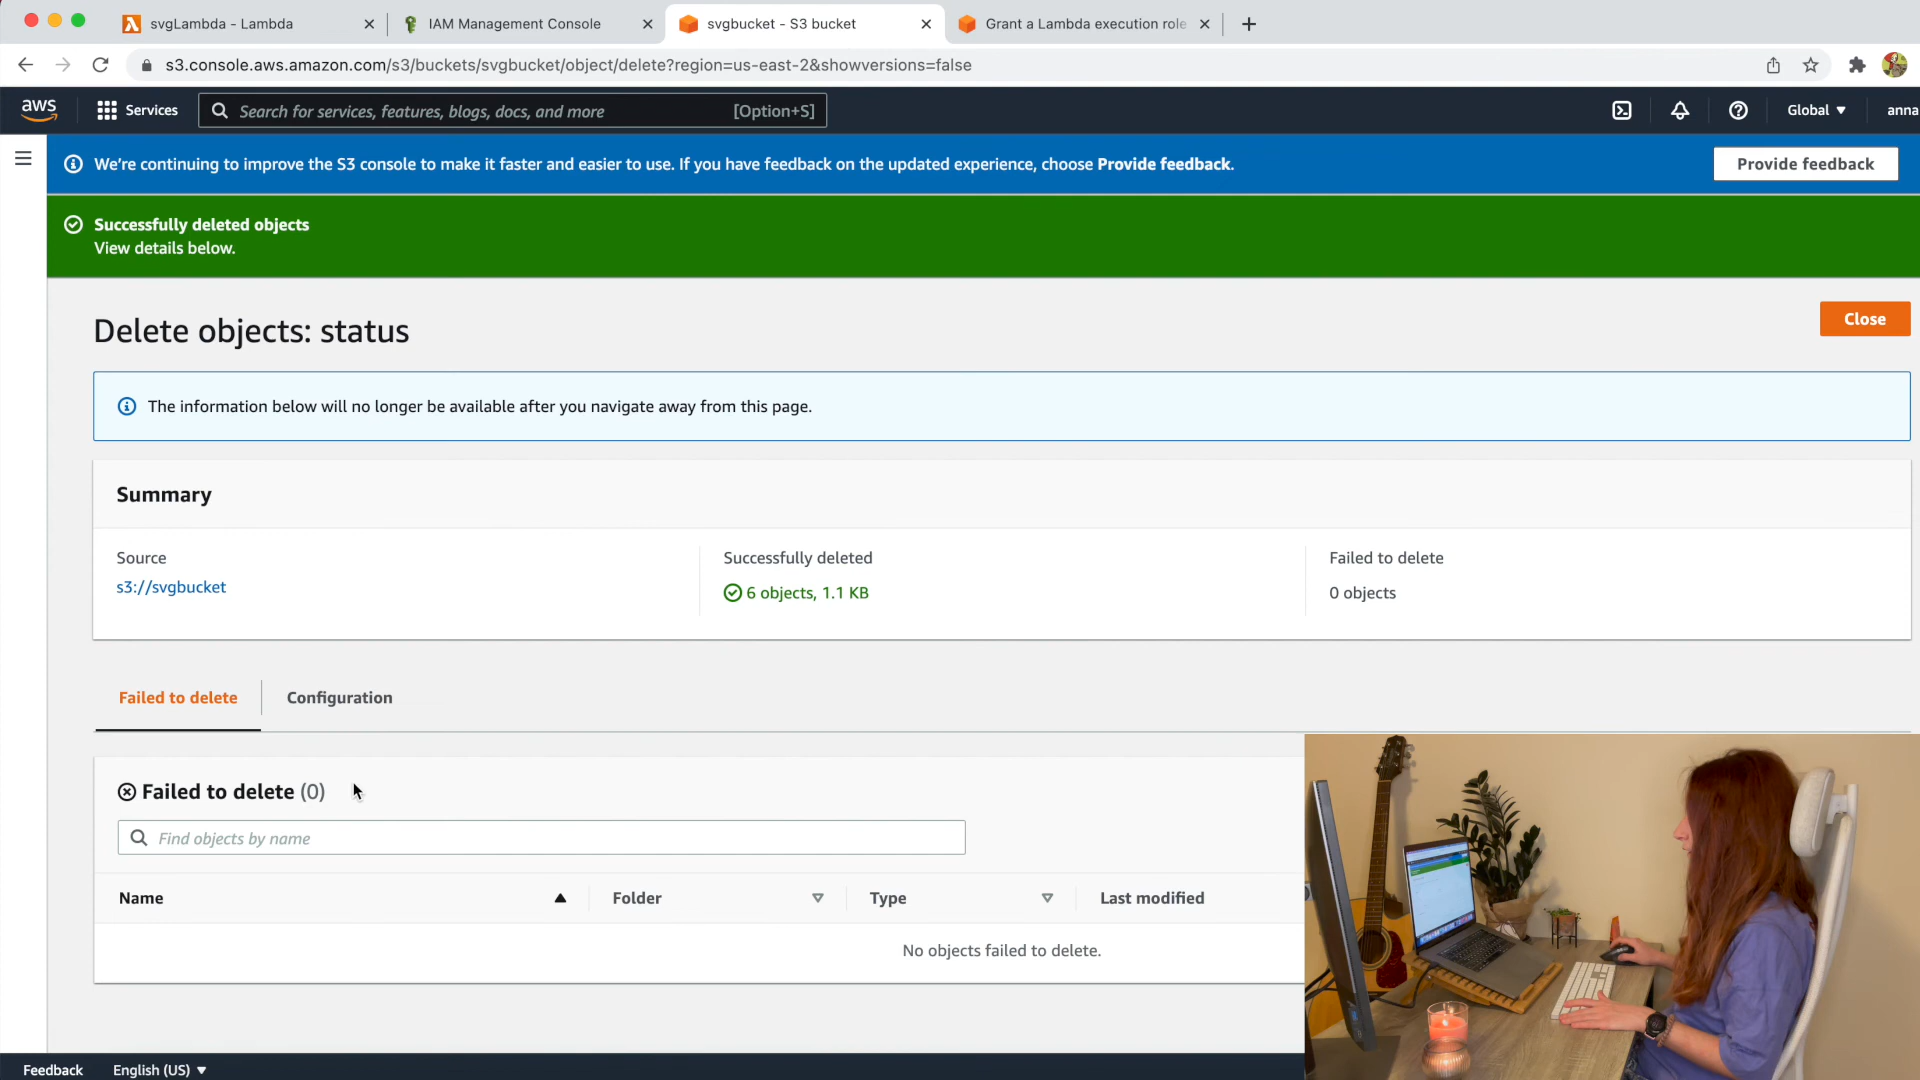 svgLambda - Lambda
IAM Management Console
svgbucket - S3 bucket
Grant a Lambda execution role
s3.console.aws.amazon.com/s3/buckets/svgbucket/object/delete?region=us-east-2&showversions=false
aws
Services
Search for services, features, blogs, docs, and more
[Option+S]
Global
anna
We're continuing to improve the S3 console to make it faster and easier to use. If you have feedback on the updated experience, choose Provide feedback.
Provide feedback
Successfully deleted objects
View details below.
Delete objects: status
Close
The information below will no longer be available after you navigate away from this page.
Summary
Source
s3://svgbucket
Successfully deleted
6 objects, 1.1 KB
Failed to delete
0 objects
Failed to delete
Configuration
Failed to delete (0)
Find objects by name
Name
Folder
Type
Last modified
No objects failed to delete.
Feedback
English (US)